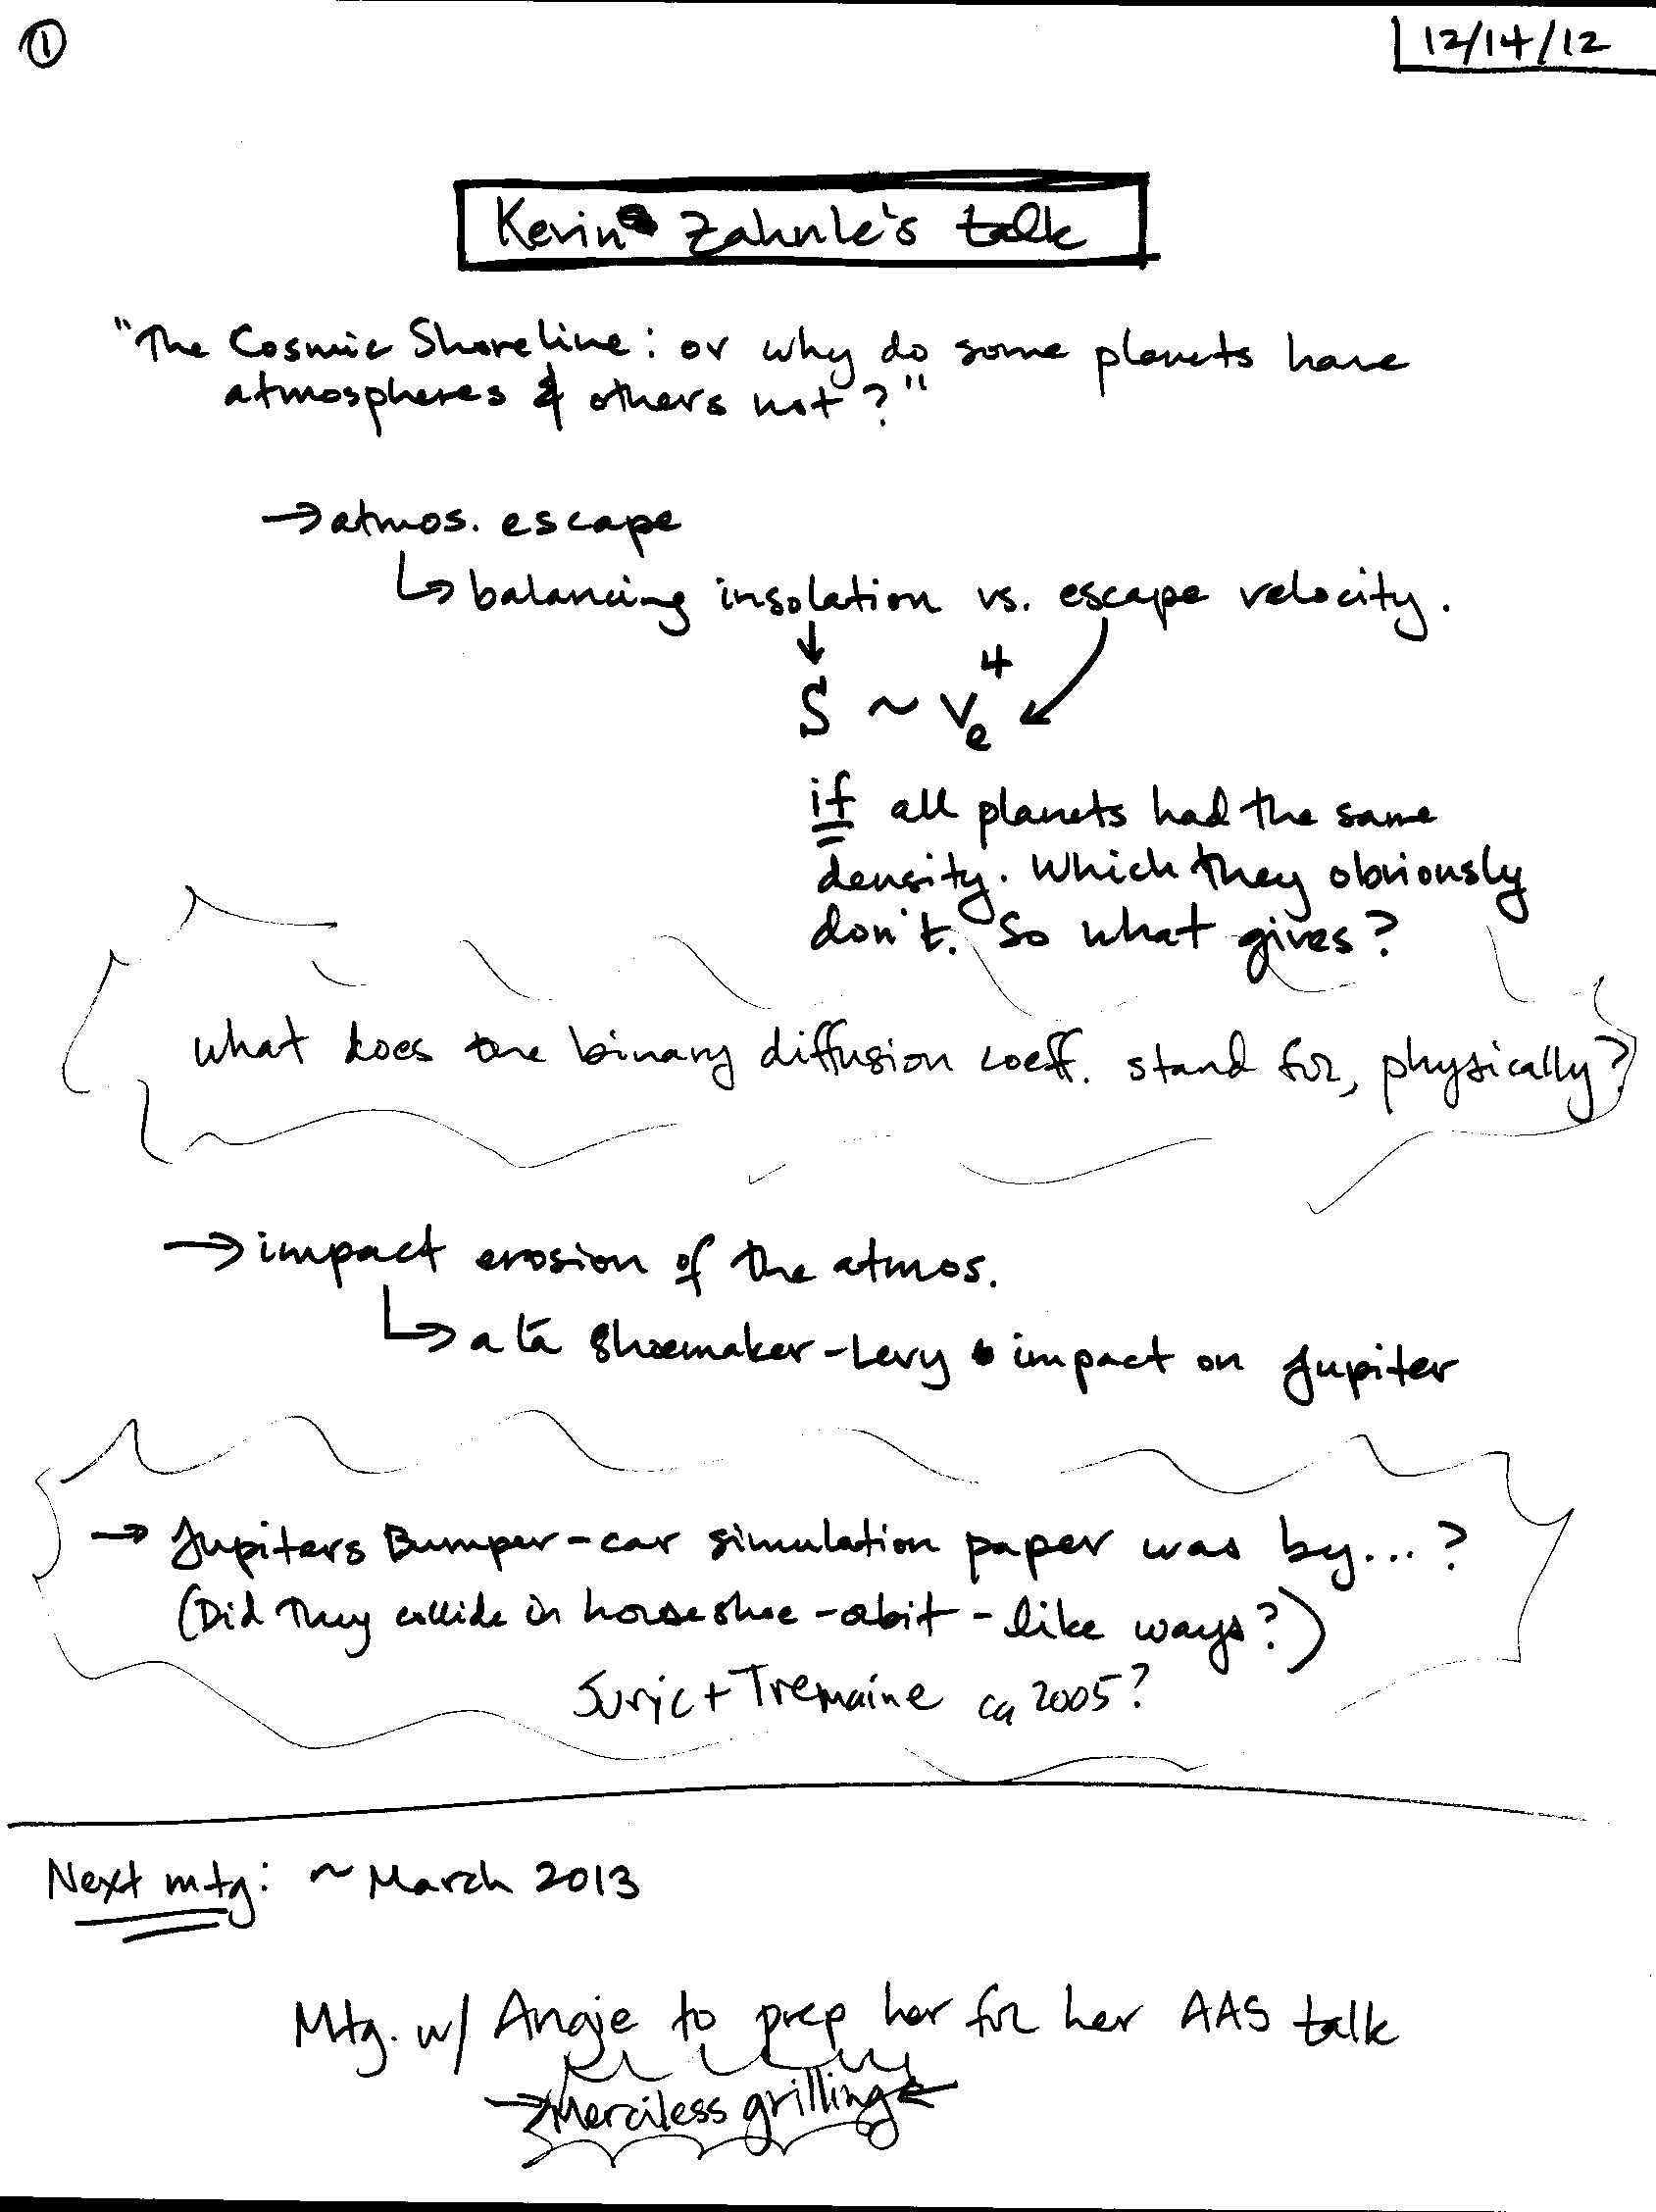 ① 12/14/12
Kevin Zahnle's talk
"The Cosmic Shoreline: or why do some planets have
atmospheres & others not?"
→ atmos. escape
↳ balancing insolation vs. escape velocity.
↓
S ~ Ve^4
if all planets had the same
density. Which they obviously
don't. So what gives?
what does the binary diffusion coeff. stand for, physically?
→ impact erosion of the atmos.
↳ a la Shoemaker-Levy impact on Jupiter
→ Jupiters Bumper-car simulation paper was by...?
(Did they collide in horseshoe-orbit-like ways?)
Juric + Tremaine ca 2005?
Next mtg: ~ March 2013
Mtg. w/ Angie to prep her for her AAS talk
→ Merciless grilling ←